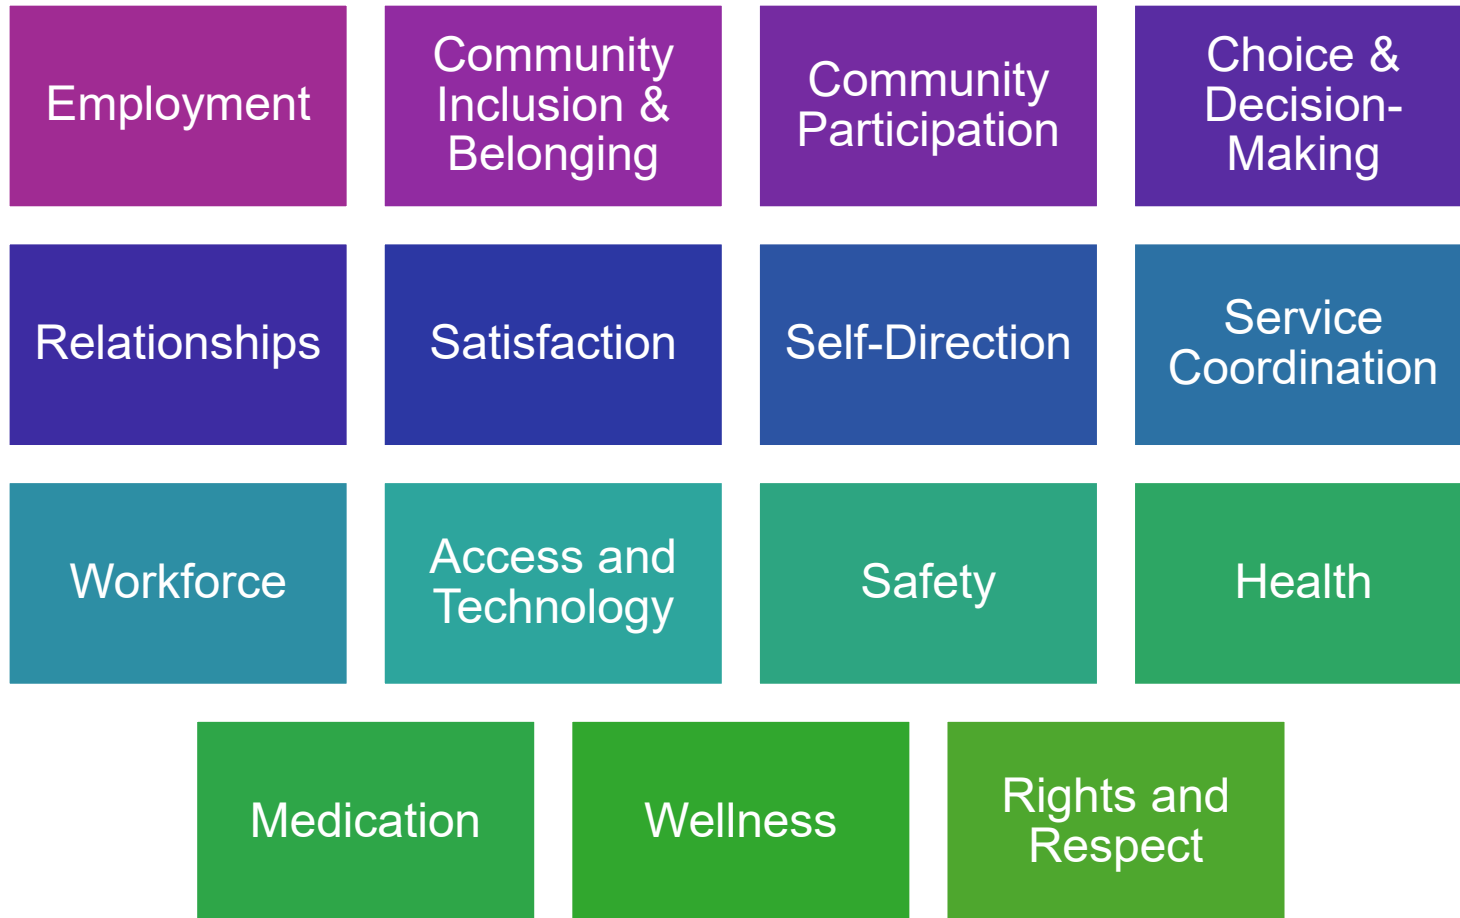 Employment
Community
Inclusion &
Belonging
Community
Participation
Choice &
Decision-
Making
Relationships
Satisfaction
Self-Direction
Service
Coordination
Workforce
Access and
Technology
Safety
Health
Medication
Wellness
Rights and
Respect